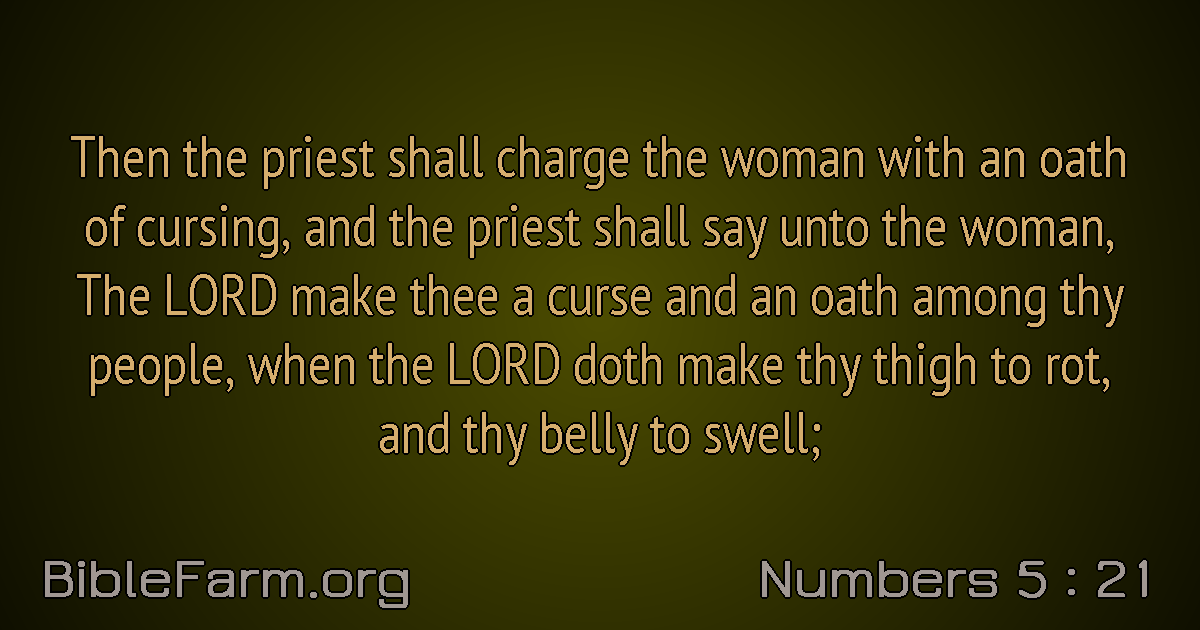 Then the priest shall charge the woman with an oath
of cursing, and the priest shall say unto the woman,
The LORD make thee a curse and an oath among thy
people, when the LORD doth make thy thigh to rot,
and thy belly to swell;
BibleFarm.org
Numbers 5 : 21